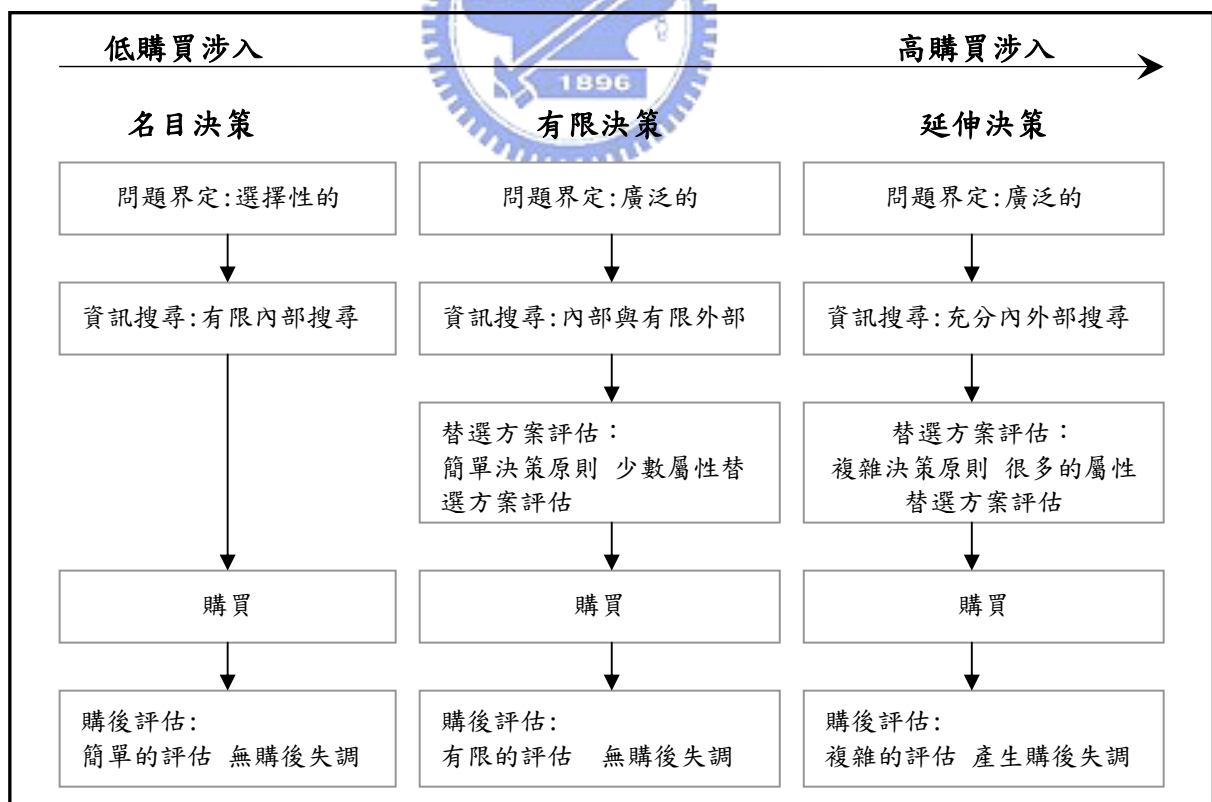 低購買涉入
高購買涉入
1896
名目決策
有限決策
延伸決策
問題界定:選擇性的
問題界定:廣泛的
問題界定:廣泛的
資訊搜尋:有限內部搜尋
資訊搜尋:內部與有限外部
資訊搜尋:充分內外部搜尋
替選方案評估：
簡單決策原則 少數屬性替
選方案評估
替選方案評估：
複雜決策原則 很多的屬性
替選方案評估
購買
購買
購買
購後評估:
簡單的評估 無購後失調
購後評估:
有限的評估 無購後失調
購後評估:
複雜的評估 產生購後失調